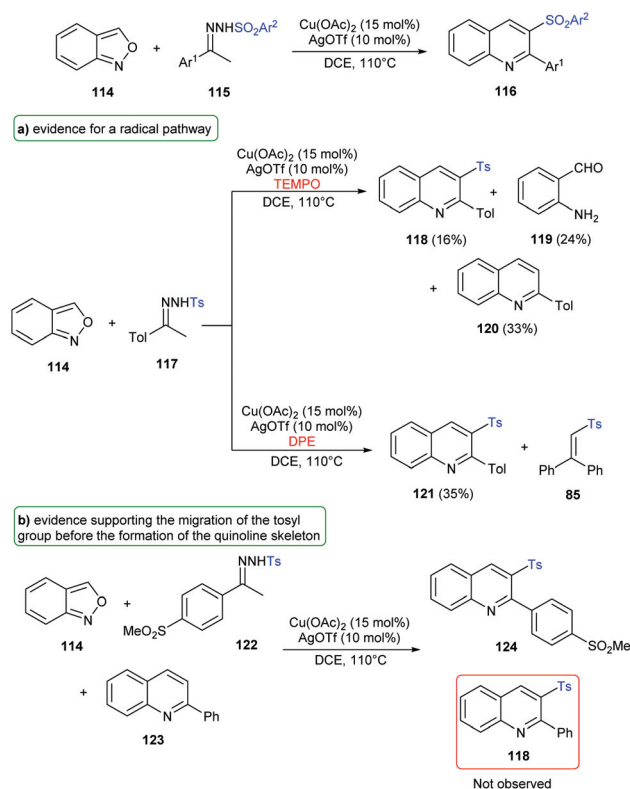 NHSO₂Ar²
N
O
N
+
Ar¹
114
115
Cu(OAc)₂ (15 mol%)
AgOTf (10 mol%)
DCE, 110°C
SO₂Ar²
N
Ar¹
116
a) evidence for a radical pathway
Cu(OAc)₂ (15 mol%)
AgOTf (10 mol%)
TEMPO
DCE, 110°C
Ts
N
Tol
118 (16%)
+
CHO
NH₂
119 (24%)
+
N
Tol
120 (33%)
O
N
114
+
NHTs
N
Tol
117
Cu(OAc)₂ (15 mol%)
AgOTf (10 mol%)
DPE
DCE, 110°C
Ts
N
Tol
121 (35%)
+
Ts
Ph
Ph
85
b) evidence supporting the migration of the tosyl
group before the formation of the quinoline skeleton
O
N
114
+
NHTs
N
MeO₂S
122
+
N
Ph
123
Cu(OAc)₂ (15 mol%)
AgOTf (10 mol%)
DCE, 110°C
Ts
N
SO₂Me
124
Ts
N
Ph
118
Not observed